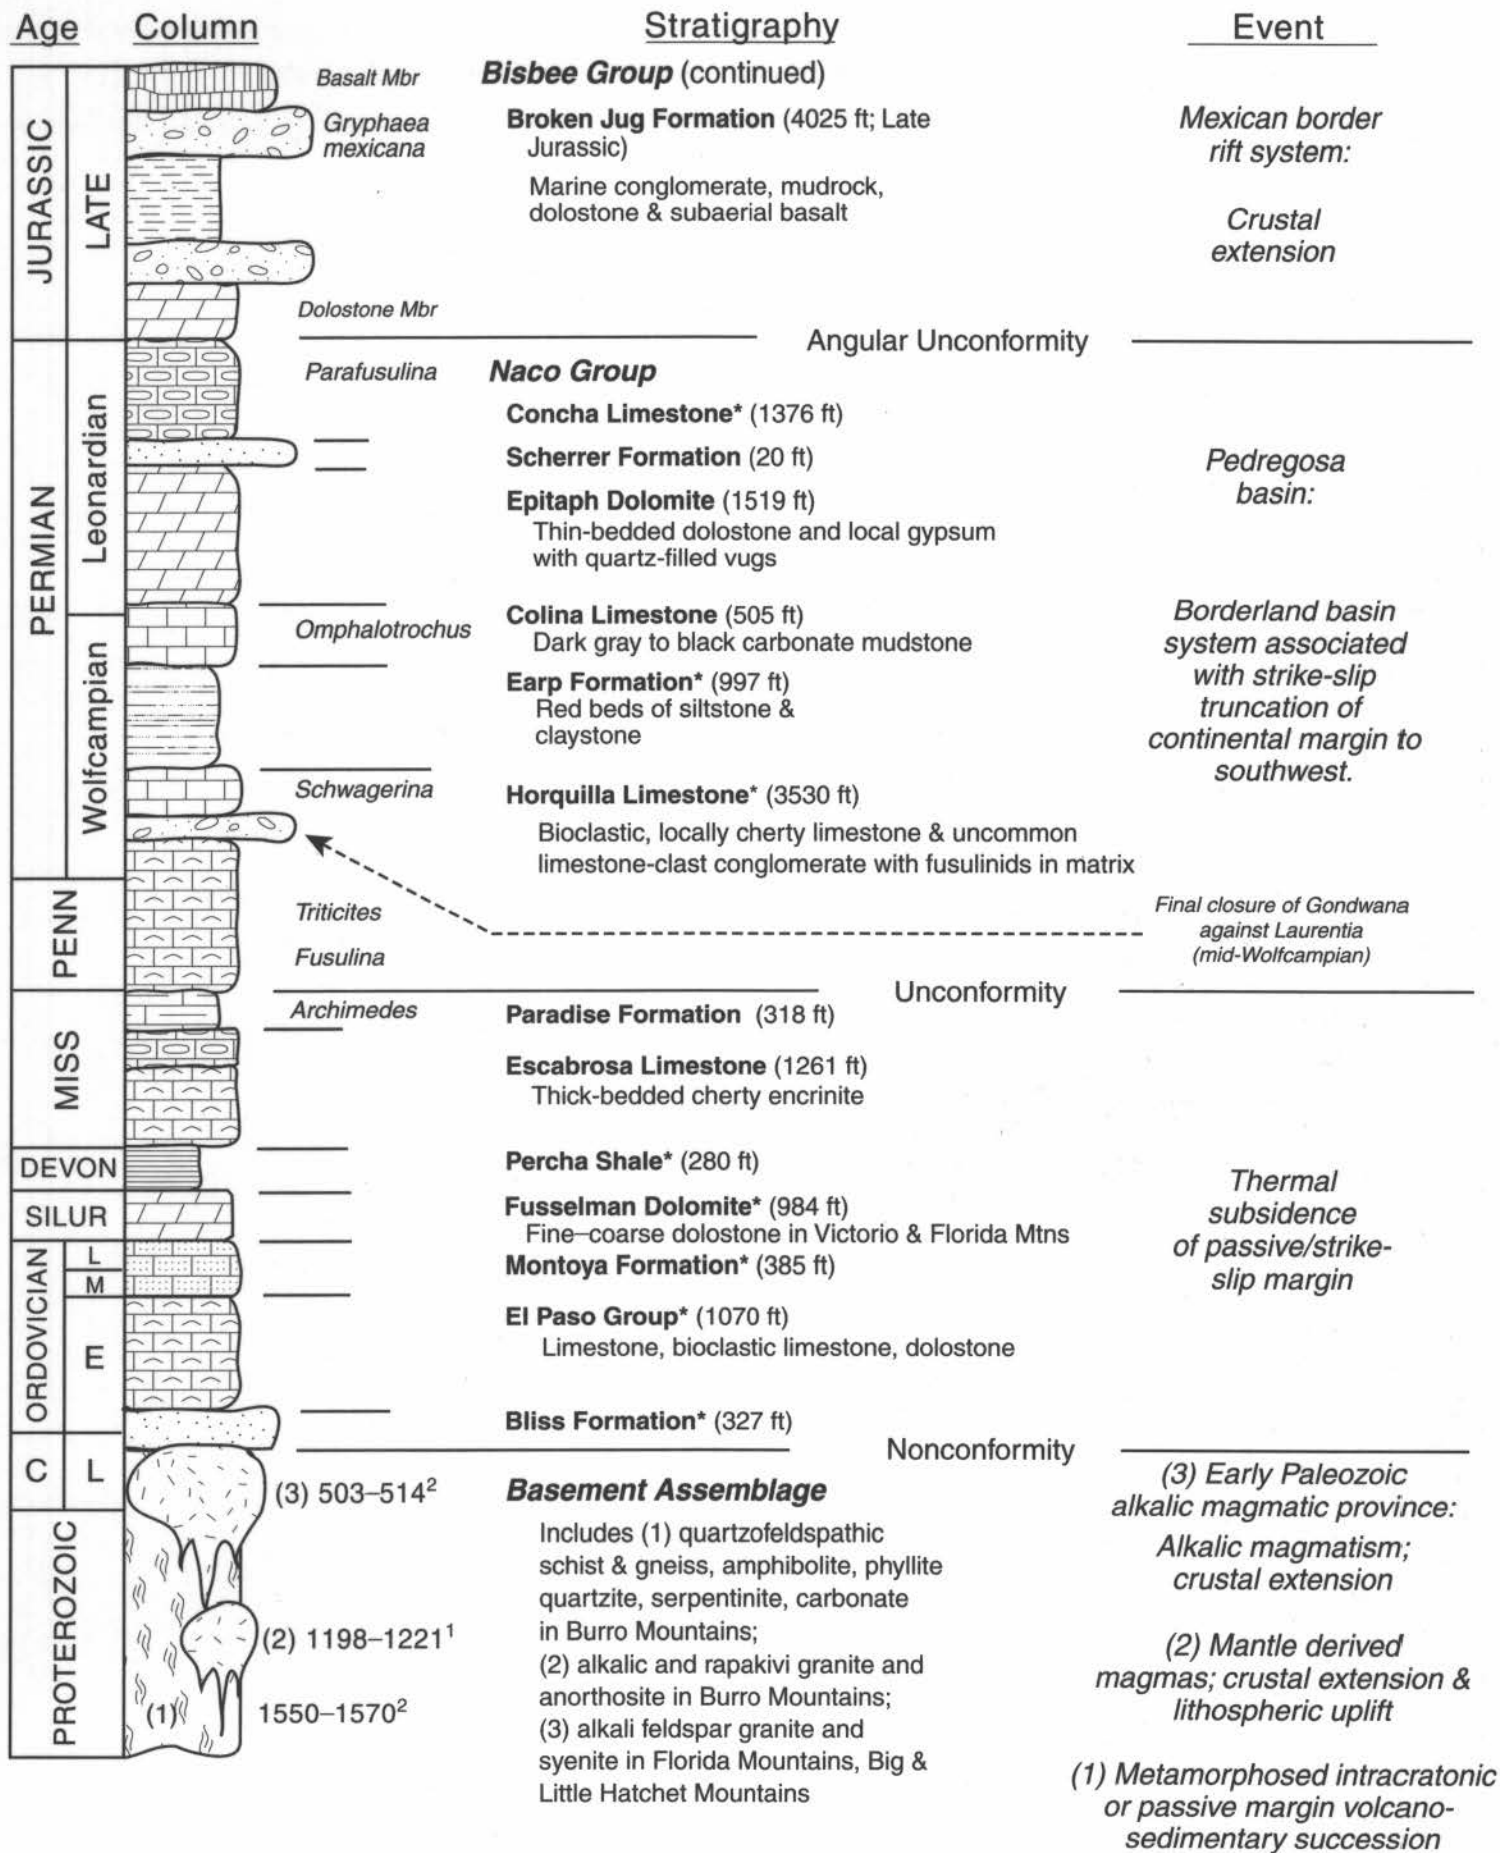 Age
Column
Stratigraphy
Event
JURASSIC
LATE
Basalt Mbr
Gryphaea
mexicana
Dolostone Mbr
Bisbee Group (continued)
Broken Jug Formation (4025 ft; Late
Jurassic)
Marine conglomerate, mudrock,
dolostone & subaerial basalt
Mexican border
rift system:
Crustal
extension
Angular Unconformity
PERMIAN
Leonardian
Wolfcampian
Parafusulina
Naco Group
Concha Limestone* (1376 ft)
Scherrer Formation (20 ft)
Epitaph Dolomite (1519 ft)
Thin-bedded dolostone and local gypsum
with quartz-filled vugs
Pedregosa
basin:
Omphalotrochus
Colina Limestone (505 ft)
Dark gray to black carbonate mudstone
Earp Formation* (997 ft)
Red beds of siltstone &
claystone
Borderland basin
system associated
with strike-slip
truncation of
continental margin to
southwest.
Schwagerina
Horquilla Limestone* (3530 ft)
Bioclastic, locally cherty limestone & uncommon
limestone-clast conglomerate with fusulinids in matrix
PENN
Triticites
Fusulina
Final closure of Gondwana
against Laurentia
(mid-Wolfcampian)
Unconformity
MISS
Archimedes
Paradise Formation (318 ft)
Escabrosa Limestone (1261 ft)
Thick-bedded cherty encrinite
DEVON
Percha Shale* (280 ft)
SILUR
Fusselman Dolomite* (984 ft)
Fine–coarse dolostone in Victorio & Florida Mtns
ORDOVICIAN
L
M
E
Montoya Formation* (385 ft)
El Paso Group* (1070 ft)
Limestone, bioclastic limestone, dolostone
Thermal
subsidence
of passive/strike-
slip margin
Bliss Formation* (327 ft)
Nonconformity
C
L
(3) 503–514²
Basement Assemblage
Includes (1) quartzofeldspathic
schist & gneiss, amphibolite, phyllite
quartzite, serpentinite, carbonate
in Burro Mountains;
(2) alkalic and rapakivi granite and
anorthosite in Burro Mountains;
(3) alkali feldspar granite and
syenite in Florida Mountains, Big &
Little Hatchet Mountains
PROTEROZOIC
(2) 1198–1221¹
(1)
1550–1570²
(3) Early Paleozoic
alkalic magmatic province:
Alkalic magmatism;
crustal extension
(2) Mantle derived
magmas; crustal extension &
lithospheric uplift
(1) Metamorphosed intracratonic
or passive margin volcano-
sedimentary succession